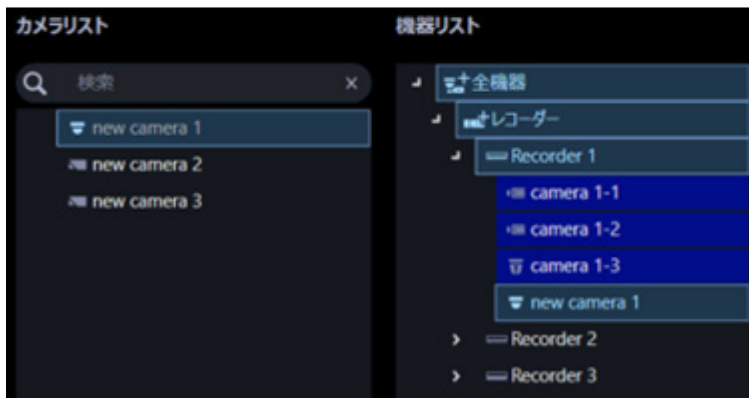 カメラリスト
検索
new camera 1
new camera 2
new camera 3
機器リスト
全機器
レコーダー
Recorder 1
camera 1-1
camera 1-2
camera 1-3
new camera 1
Recorder 2
Recorder 3